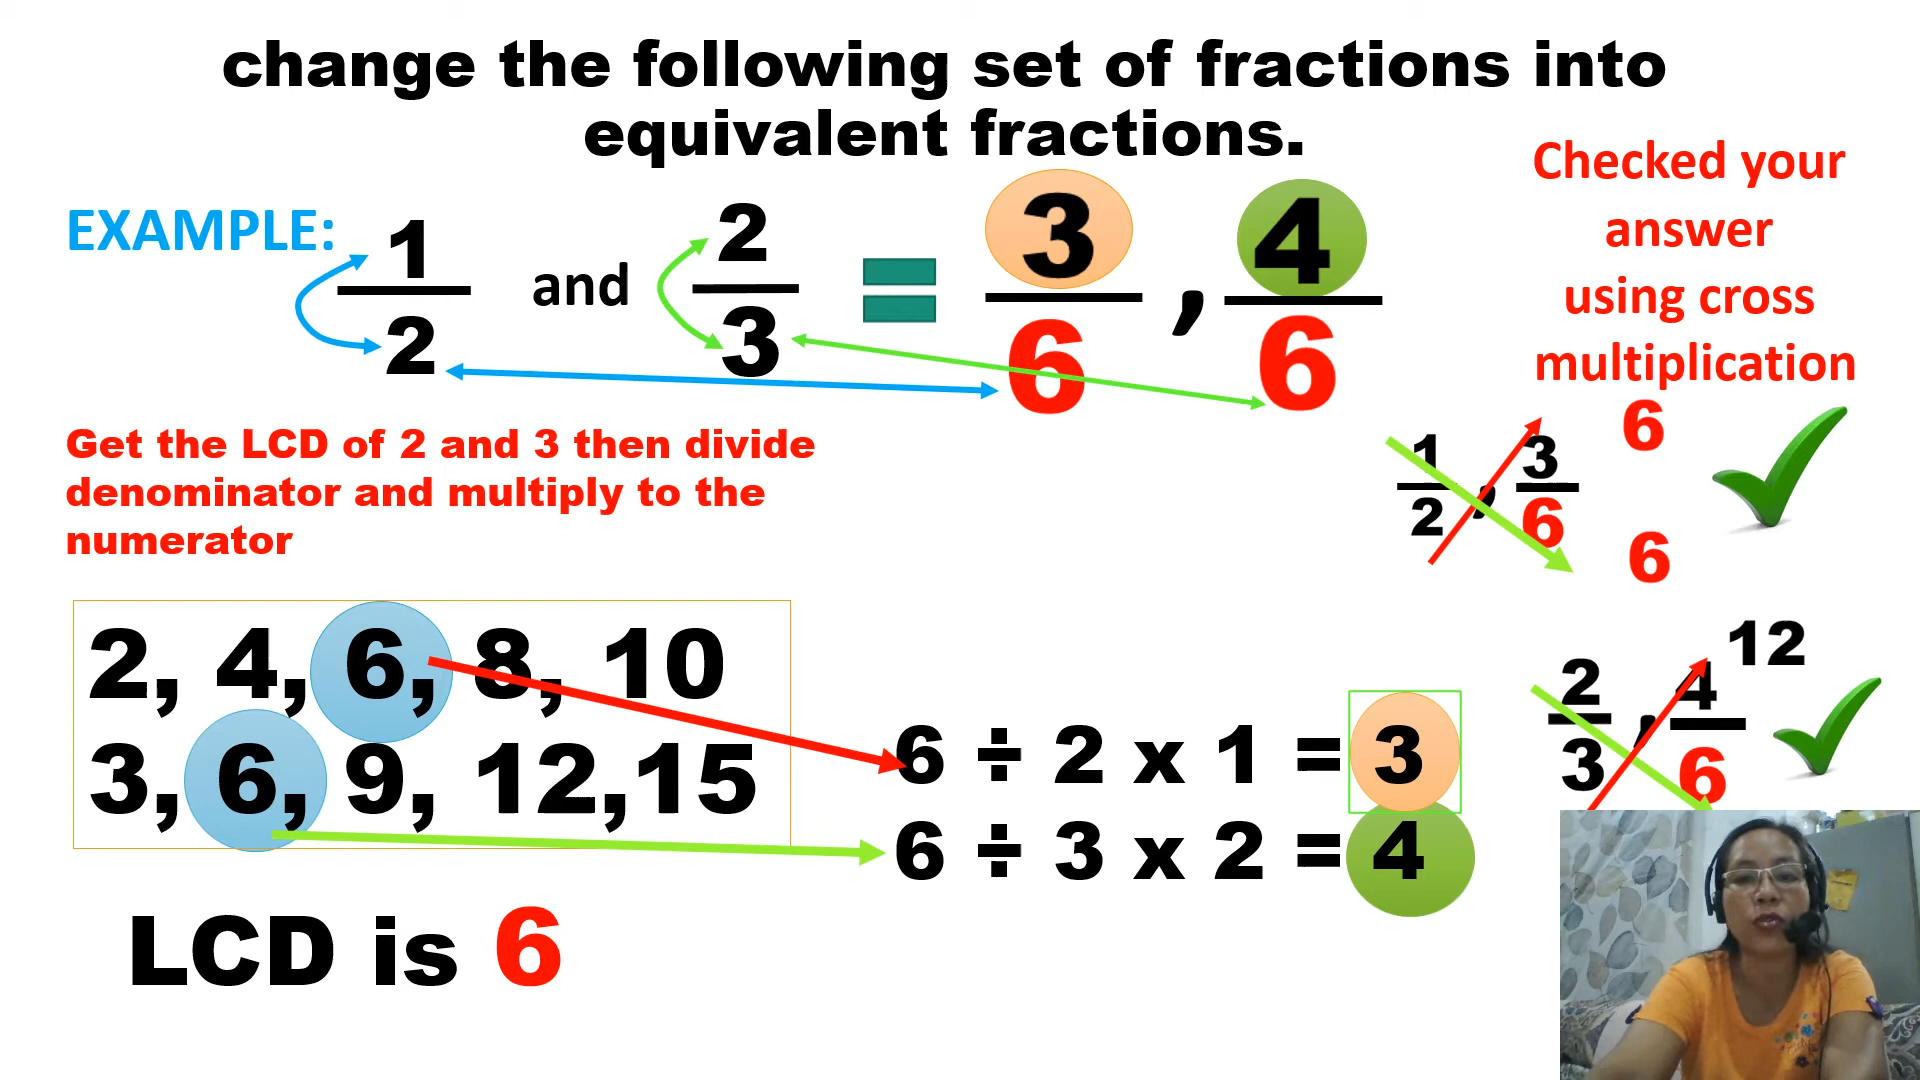 change the following set of fractions into
equivalent fractions.
EXAMPLE:
1
2
and
2
3
=
3
6
,
4
6
Checked your
answer
using cross
multiplication
Get the LCD of 2 and 3 then divide
denominator and multiply to the
numerator
1
2
,
3
6
6
6
2, 4, 6, 8, 10
3, 6, 9, 12,15
6 ÷ 2 x 1 = 3
6 ÷ 3 x 2 = 4
2
3
,
4
6
12
LCD is 6